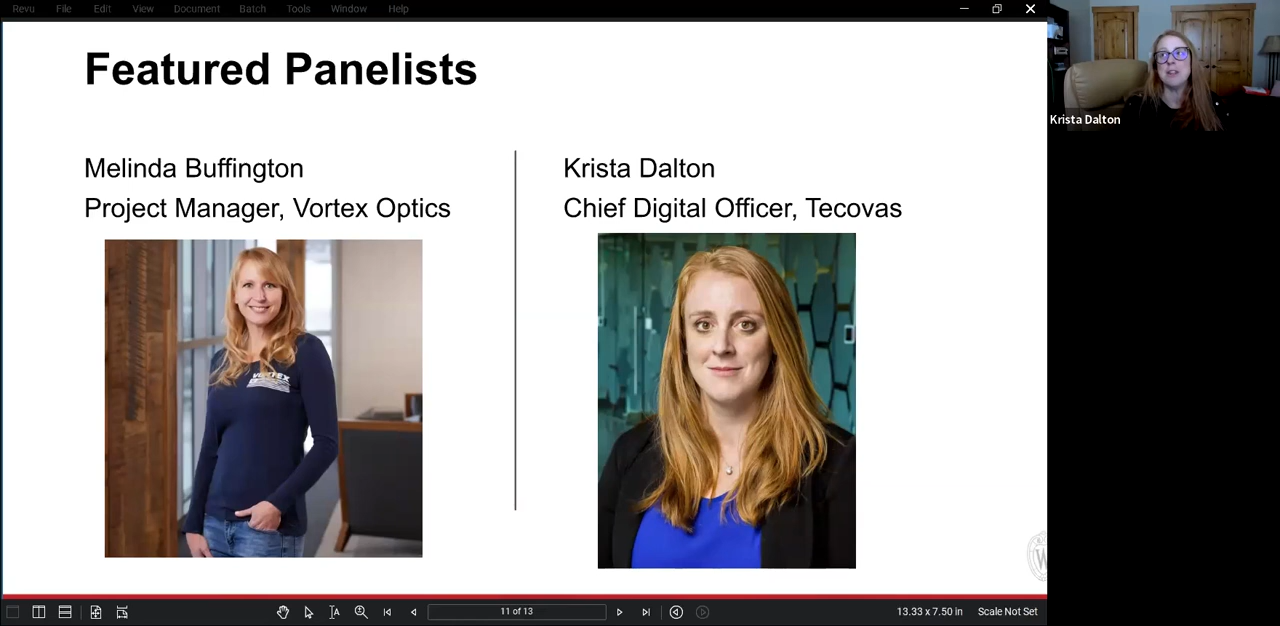 Revu File Edit View Document Batch Tools Window Help
Featured Panelists
Melinda Buffington
Project Manager, Vortex Optics
Krista Dalton
Chief Digital Officer, Tecovas
VORTEX
W
Krista Dalton
11 of 13
13.33 x 7.50 in
Scale Not Set